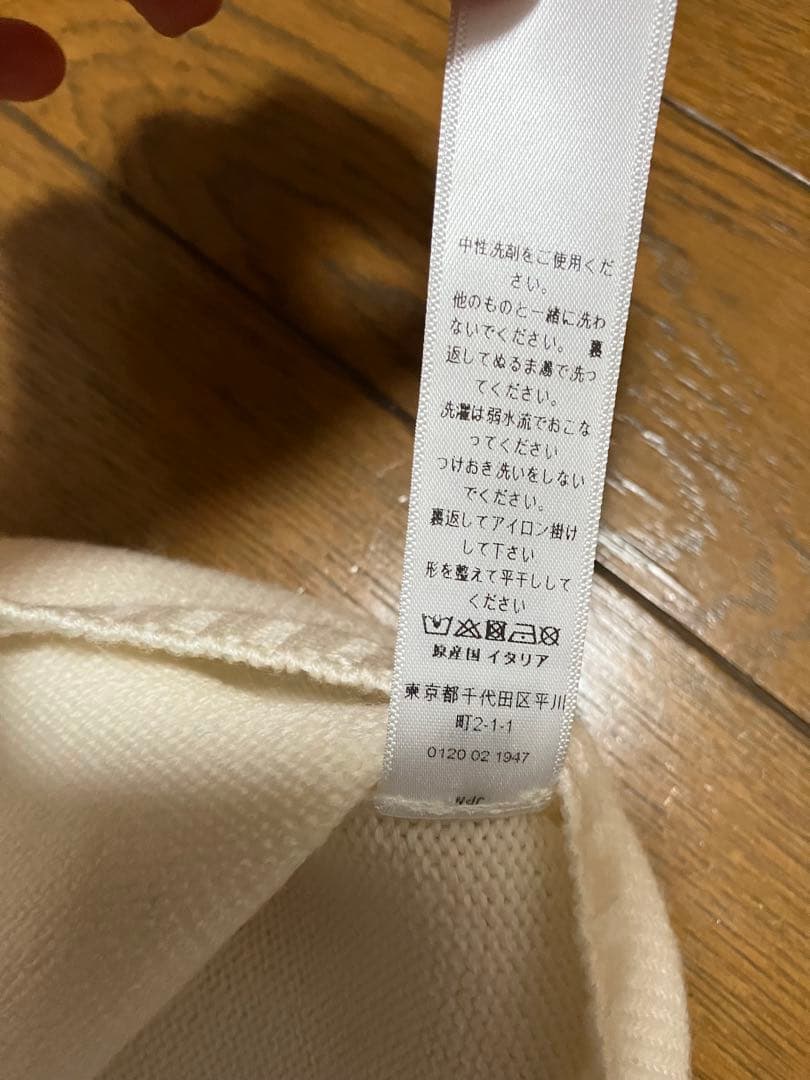 中性洗剤をご使用くだ
さい。
他のものと一緒に洗わ
ないでください。 裏
返してぬるま湯で洗っ
てください。
洗濯は弱水流でおこな
ってください
つけおき洗いをしない
でください。
裏返してアイロン掛け
して下さい
形を整えて平干しして
ください
原産国 イタリア
東京都千代田区平川
町2-1-1
0120 02 1947